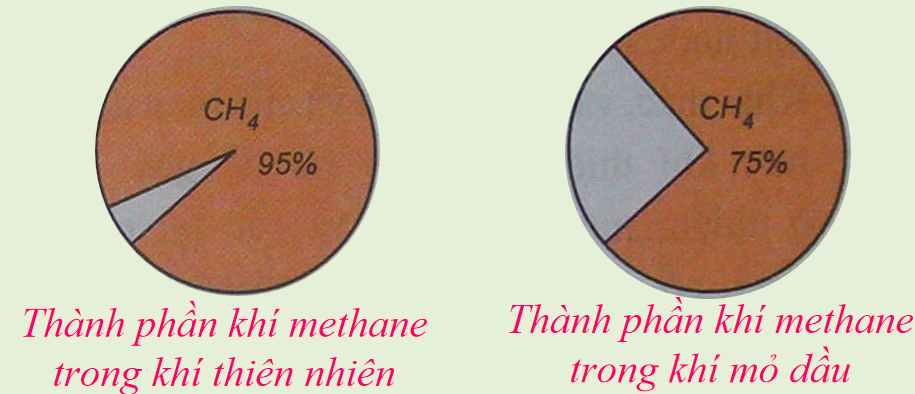 CH₄
95%
Thành phần khí methane
trong khí thiên nhiên
CH₄
75%
Thành phần khí methane
trong khí mỏ dầu